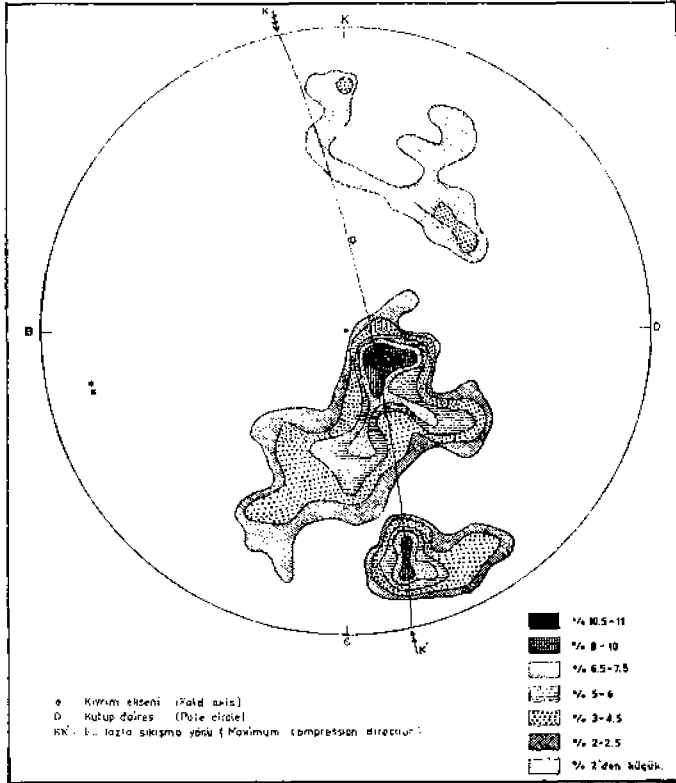 K
K
B
D
G
K'
% 10.5-11
% 8-10
% 6.5-7.5
% 5-6
% 3-4.5
% 2-2.5
% 2'den küçük.
Kıvrım ekseni (Fold axis)
D Kutup dairesi (Pole circle)
KK' fazla sıkışma yönü (Maximum compression direction)